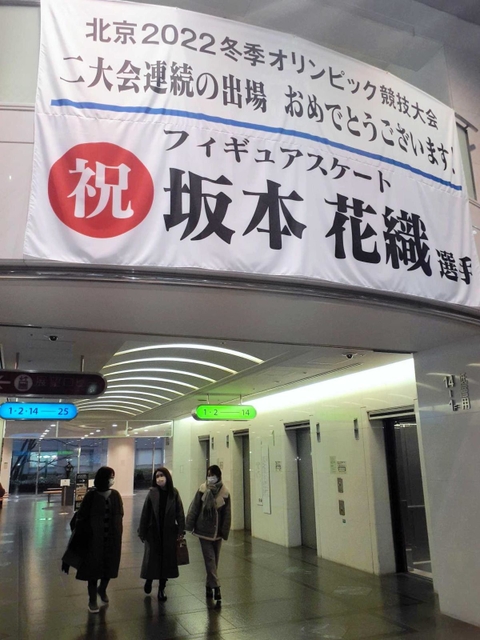 北京2022冬季オリンピック競技大会
二大会連続の出場 おめでとうございます!
フィギュアスケート
祝 坂本 花織 選手
1・2・14 25
1・2 14